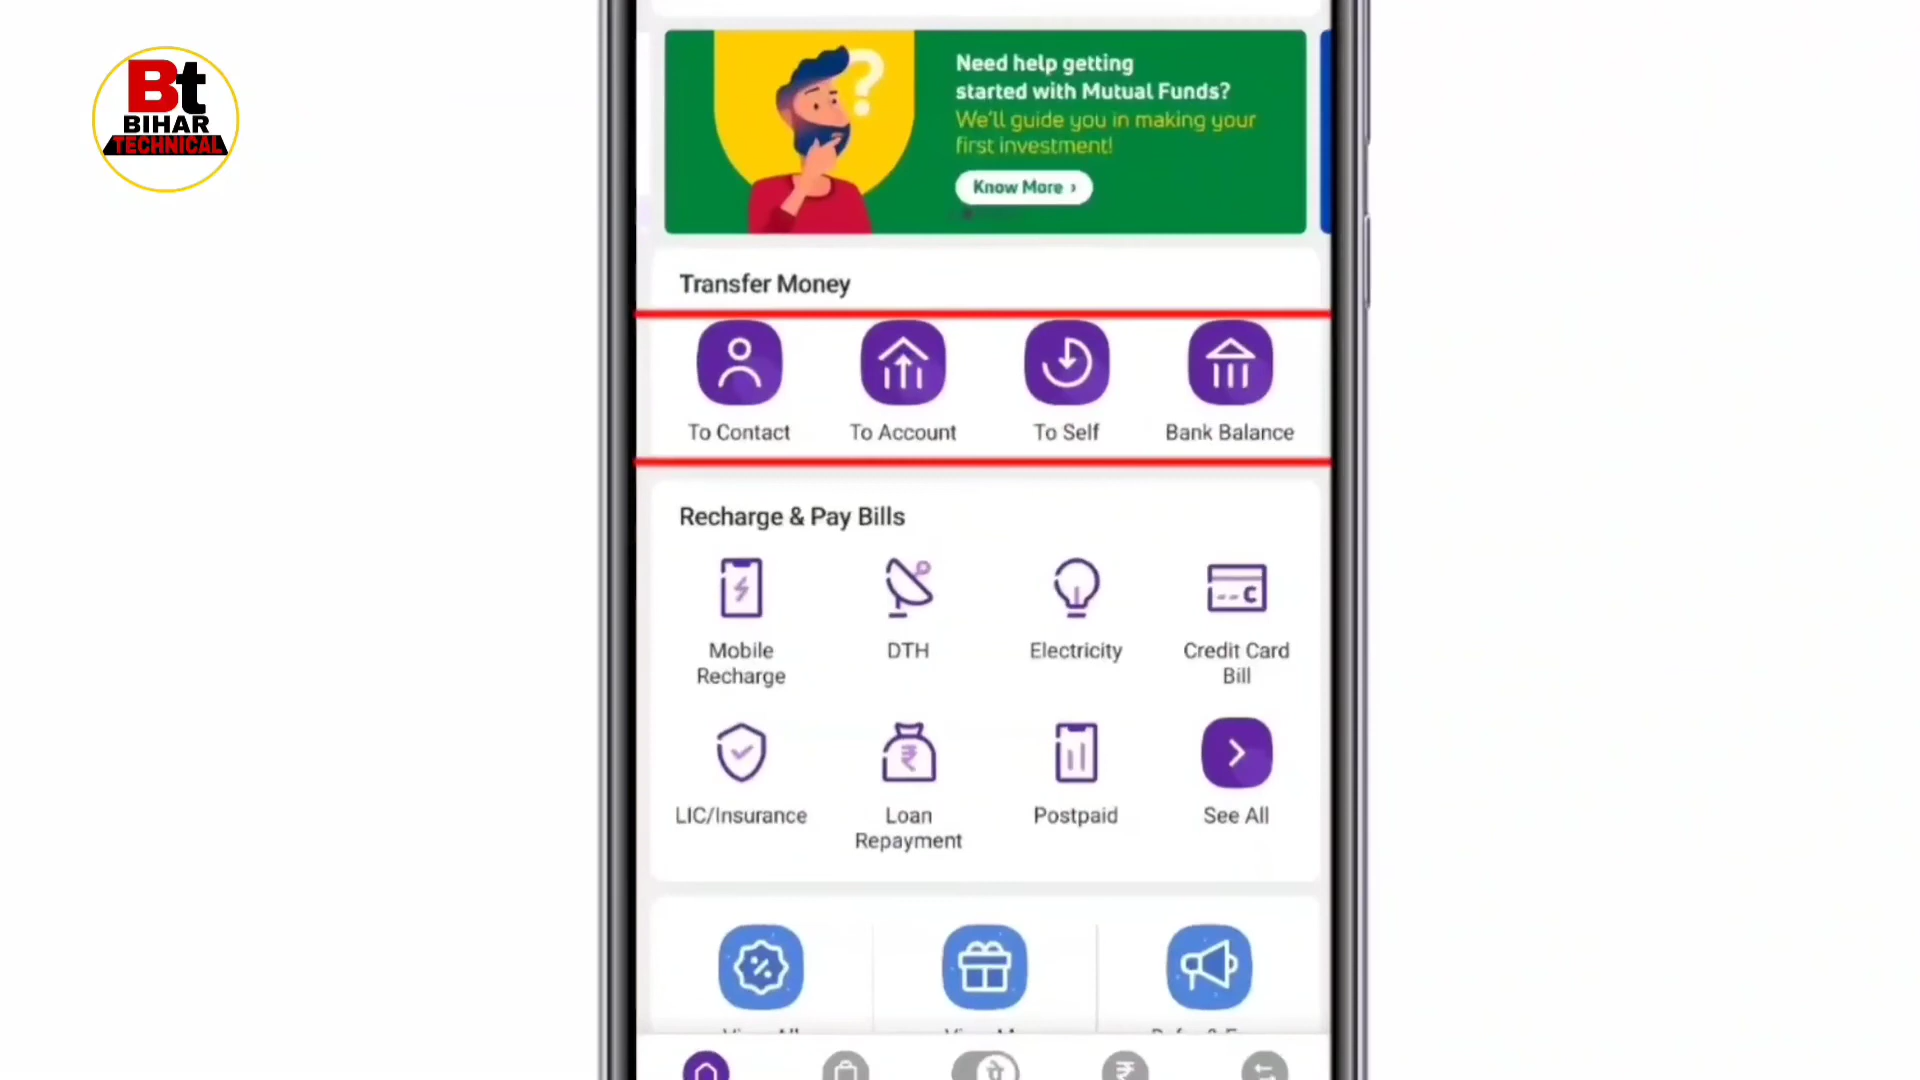 Bt
BIHAR
TECHNICAL
Need help getting
started with Mutual Funds?
We'll guide you in making your
first investment!
Know More ›
Transfer Money
To Contact
To Account
To Self
Bank Balance
Recharge & Pay Bills
Mobile
Recharge
DTH
Electricity
Credit Card
Bill
LIC/Insurance
Loan
Repayment
Postpaid
See All